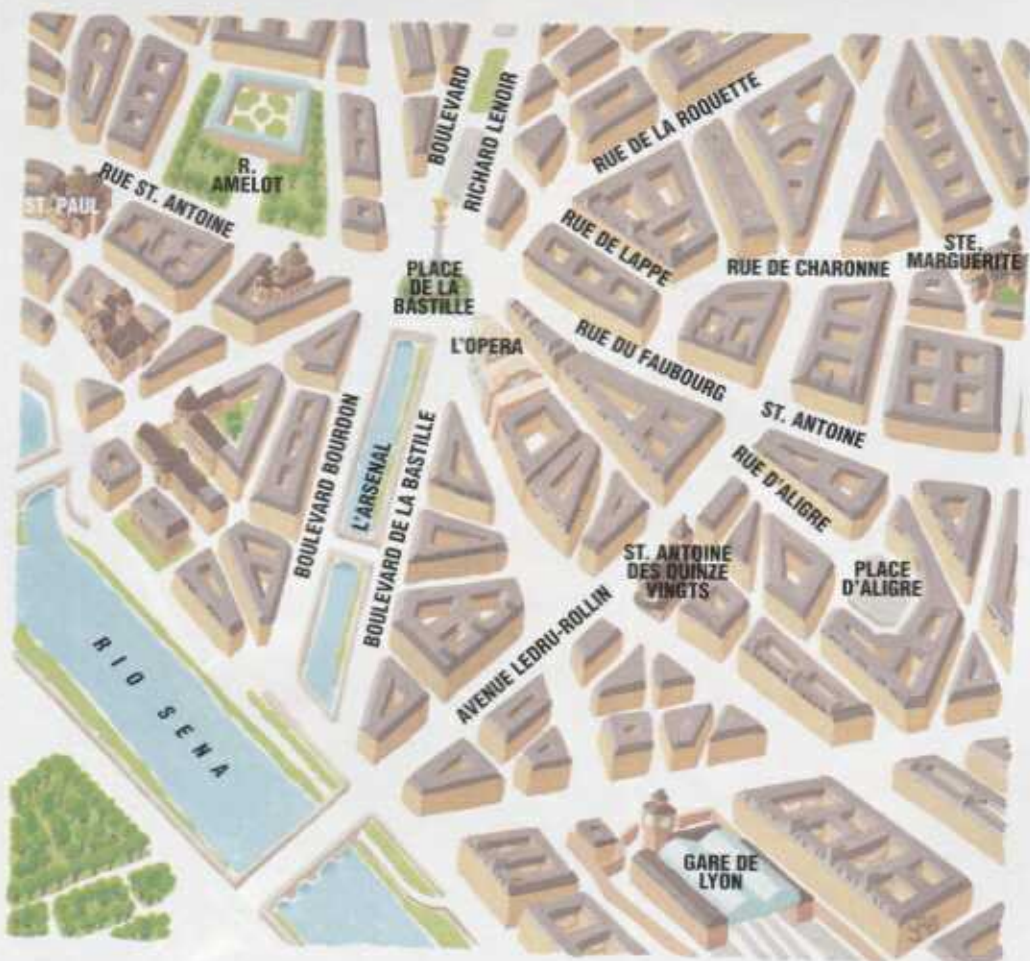 BOULEVARD
RICHARD LENOIR
RUE DE LA ROQUETTE
R.
AMELOT
RUE ST. ANTOINE
ST. PAUL
RUE DE LAPPE
STE.
MARGUERITE
RUE DE CHARONNE
PLACE
DE LA
BASTILLE
L'OPERA
RUE DU FAUBOURG
ST. ANTOINE
BOULEVARD BOURDON
L'ARSENAL
BOULEVARD DE LA BASTILLE
RUE D'ALIGRE
ST. ANTOINE
DES QUINZE
VINGTS
PLACE
D'ALIGRE
AVENUE LEDRU-ROLLIN
RIO SENA
GARE DE
LYON